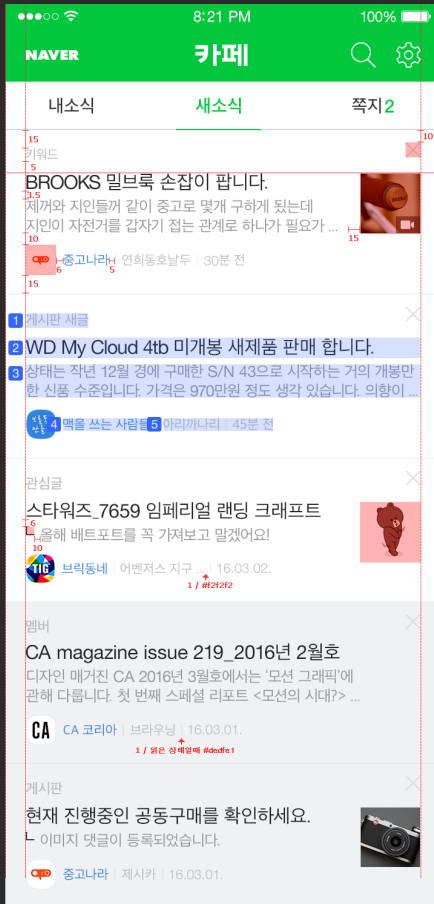 8:21 PM 100%
NAVER 카페
내소식 새소식 쪽지 2
15 10
키워드
5
BROOKS 밀브룩 손잡이 팝니다.
3.5
제꺼와 지인들꺼 같이 중고로 몇개 구하게 됬는데
지인이 자전거를 갑자기 접는 관계로 하나가 필요가 ...
15
10
중고나라 | 연희동호날두 | 30분 전
6 5
15
1 게시판 새글
2 WD My Cloud 4tb 미개봉 새제품 판매 합니다.
3 상태는 작년 12월 경에 구매한 S/N 43으로 시작하는 거의 개봉만
한 신품 수준입니다. 가격은 970만원 정도 생각 있습니다. 의향이 ...
4 맥을 쓰는 사람들 5 아리까나리 | 45분 전
관심글
스타워즈_7659 임페리얼 랜딩 크래프트
6
올해 배트포트를 꼭 가져보고 말겠어요!
10
TIG 브릭동네 | 어벤저스 지구 ... | 16.03.02.
1 / #f2f2f2
멤버
CA magazine issue 219_2016년 2월호
디자인 매거진 CA 2016년 3월호에서는 '모션 그래픽'에
관해 다룹니다. 첫 번째 스페셜 리포트 <모션의 시대?> ...
CA CA 코리아 | 브라우닝 | 16.03.01.
1 / 읽은 상태일때 #dedfe1
게시판
현재 진행중인 공동구매를 확인하세요.
이미지 댓글이 등록되었습니다.
중고나라 | 제시카 | 16.03.01.